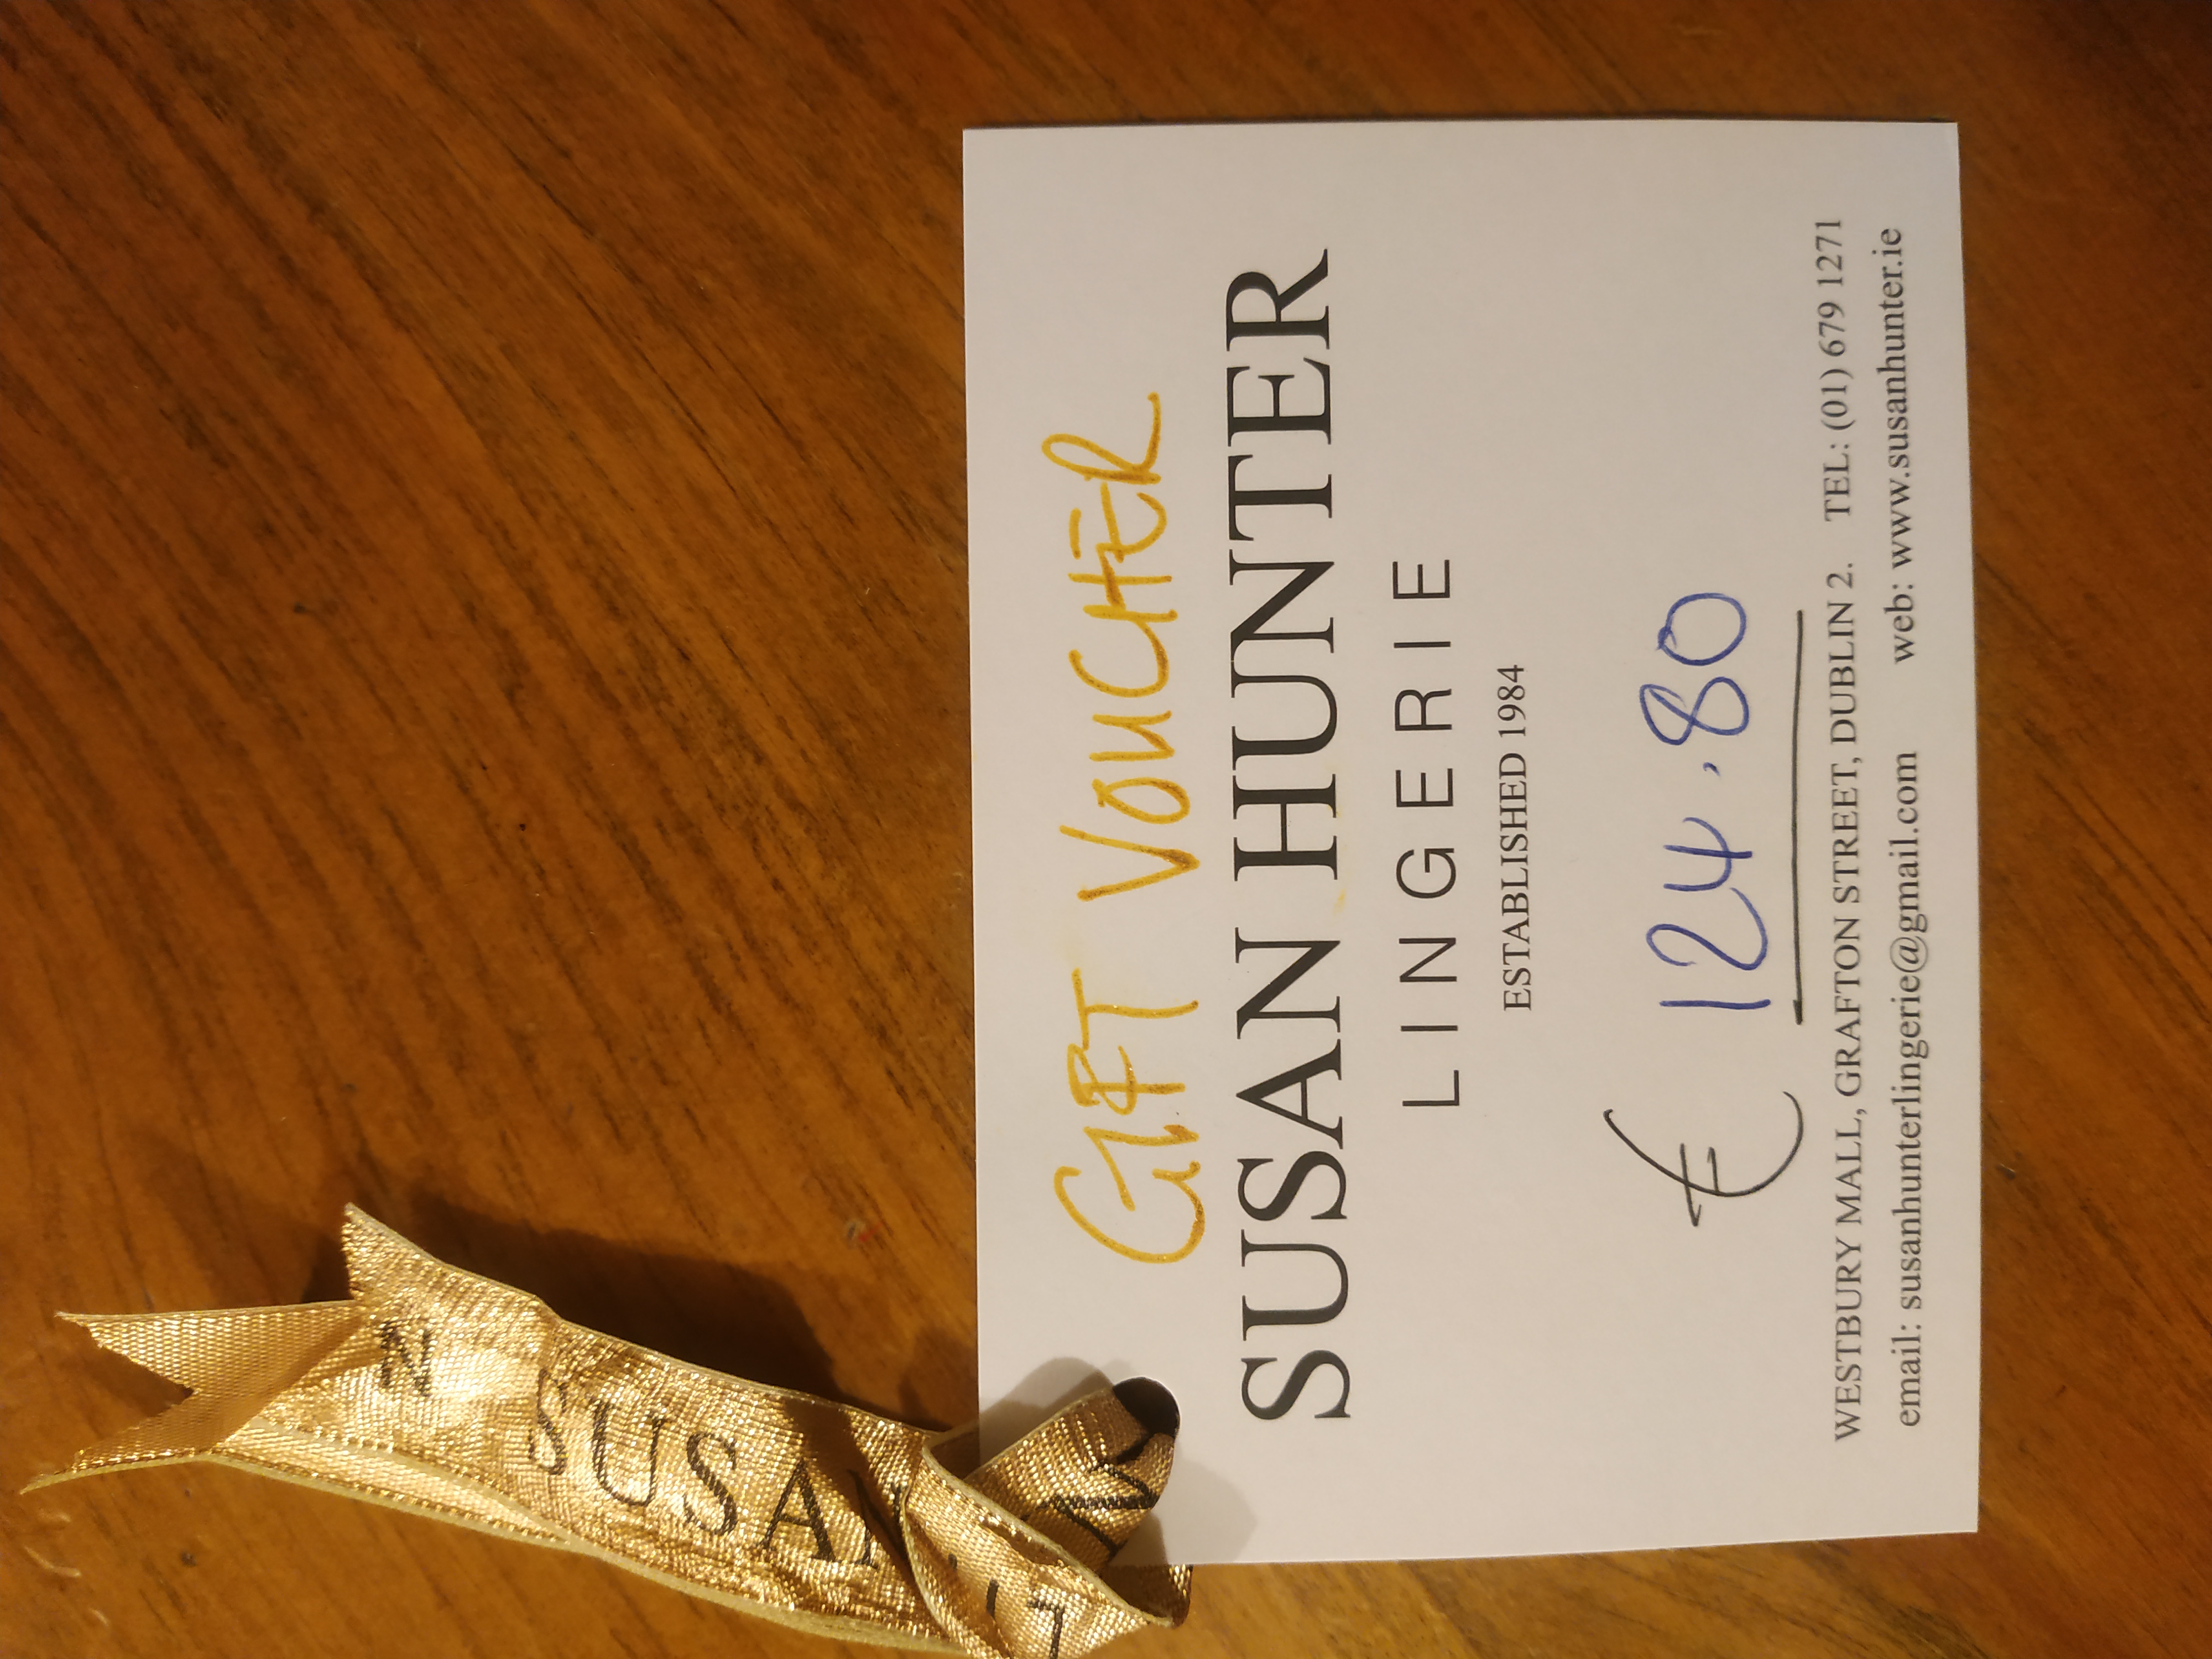 N SUSAN
GIFT VOUCHER
SUSAN HUNTER
LINGERIE
ESTABLISHED 1984
€ 124.80
WESTBURY MALL, GRAFTON STREET, DUBLIN 2. TEL: (01) 679 1271
email: susanhunterlingerie@gmail.com web: www.susanhunter.ie